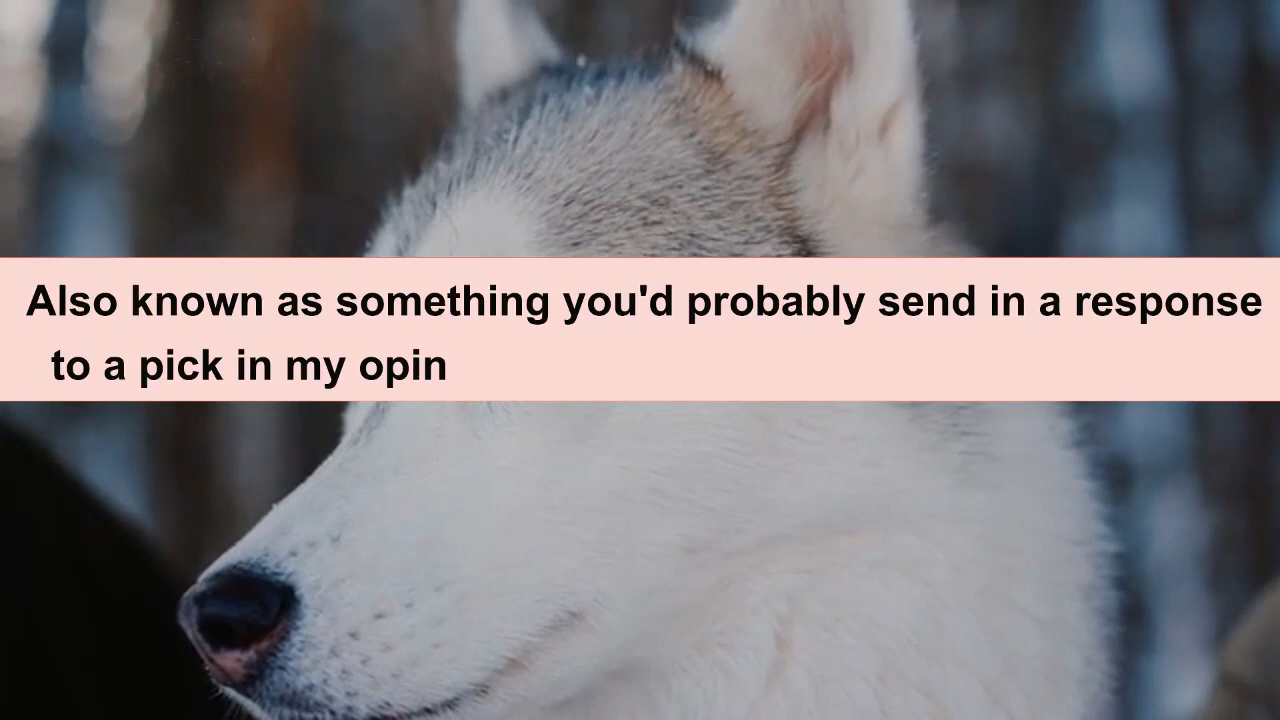 Also known as something you'd probably send in a response
to a pick in my opin